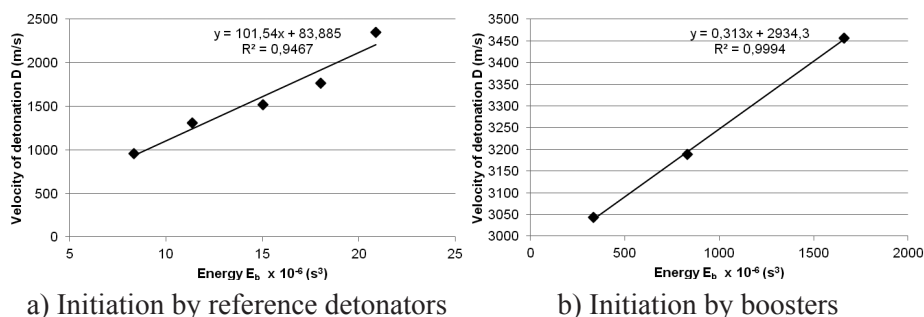 2500
2000
1500
1000
500
0
5
10
15
20
25
Velocity of detonation D (m/s)
y = 101,54x + 83,885
R² = 0,9467
Energy E_b x 10⁻⁶ (s³)
a) Initiation by reference detonators
3500
3450
3400
3350
3300
3250
3200
3150
3100
3050
3000
0
500
1000
1500
2000
Velocity of detonation D (m/s)
y = 0,313x + 2934,3
R² = 0,9994
Energy E_b x 10⁻⁶ (s³)
b) Initiation by boosters